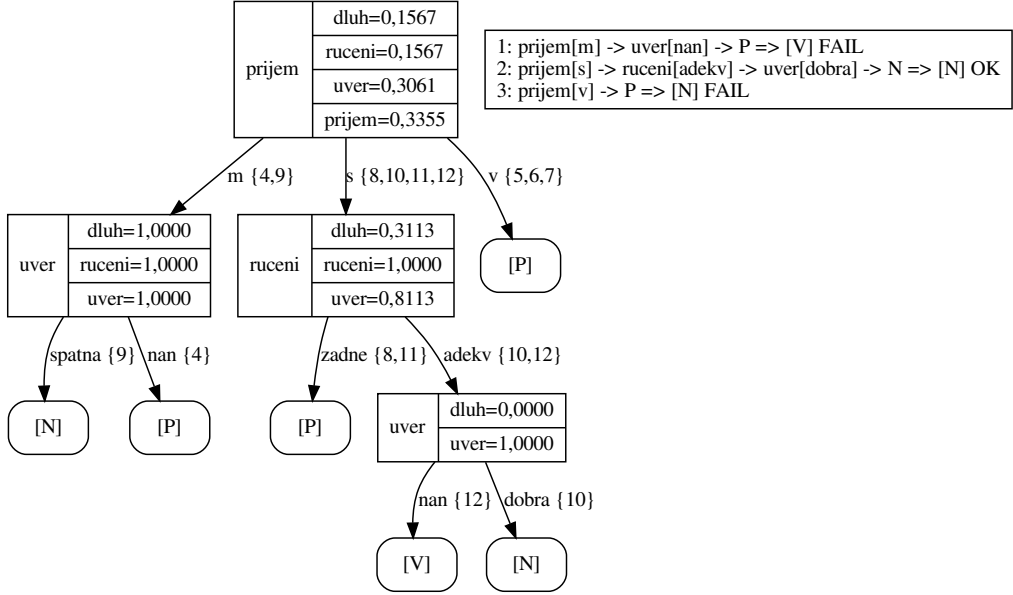 prijem
dluh=0,1567
ruceni=0,1567
uver=0,3061
prijem=0,3355
1: prijem[m] -> uver[nan] -> P => [V] FAIL
2: prijem[s] -> ruceni[adekv] -> uver[dobra] -> N => [N] OK
3: prijem[v] -> P => [N] FAIL
m {4,9}
s {8,10,11,12}
v {5,6,7}
uver
dluh=1,0000
ruceni=1,0000
uver=1,0000
ruceni
dluh=0,3113
ruceni=1,0000
uver=0,8113
[P]
spatna {9}
nan {4}
zadne {8,11}
adekv {10,12}
[N]
[P]
[P]
uver
dluh=0,0000
uver=1,0000
nan {12}
dobra {10}
[V]
[N]